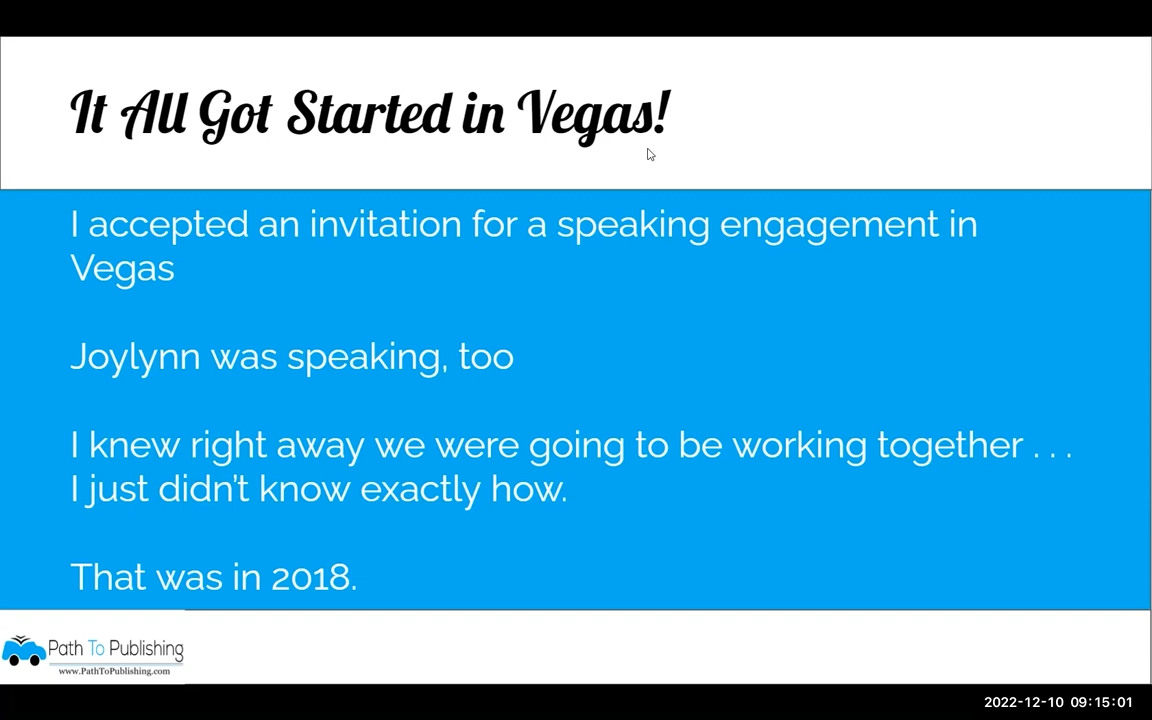 It All Got Started in Vegas!
I accepted an invitation for a speaking engagement in
Vegas
Joylynn was speaking, too
I knew right away we were going to be working together . . .
I just didn't know exactly how.
That was in 2018.
Path To Publishing
www.PathToPublishing.com
2022-12-10 09:15:01